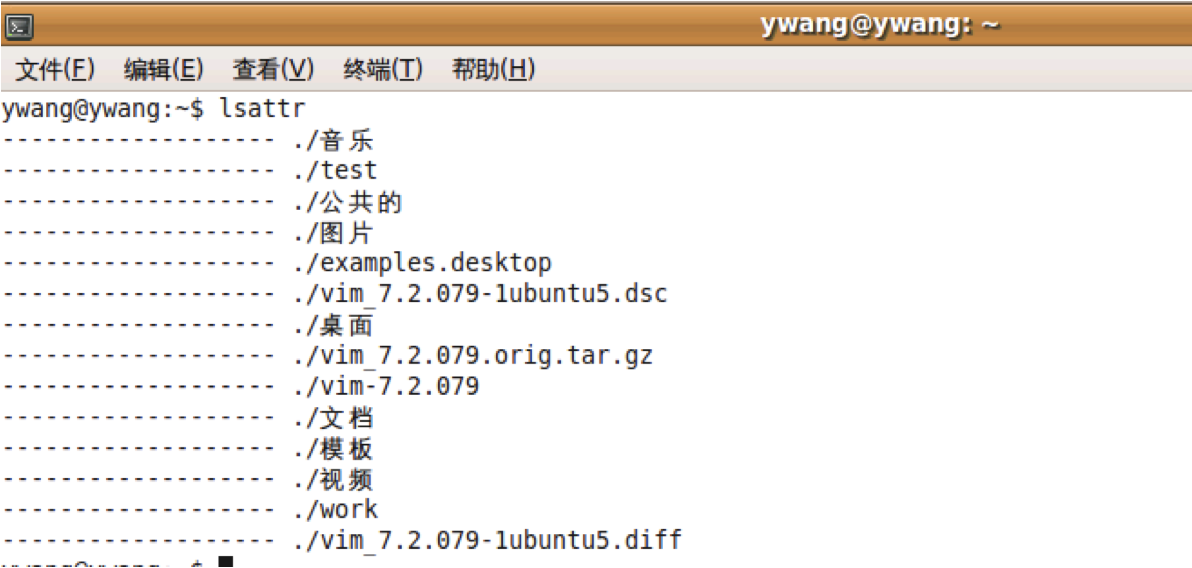 ywang@ywang: ~
文件(F) 编辑(E) 查看(V) 终端(T) 帮助(H)
ywang@ywang:~$ lsattr
------------------- ./音乐
------------------- ./test
------------------- ./公共的
------------------- ./图片
------------------- ./examples.desktop
------------------- ./vim_7.2.079-1ubuntu5.dsc
------------------- ./桌面
------------------- ./vim_7.2.079.orig.tar.gz
------------------- ./vim-7.2.079
------------------- ./文档
------------------- ./模板
------------------- ./视频
------------------- ./work
------------------- ./vim_7.2.079-1ubuntu5.diff
ywang@ywang:~$